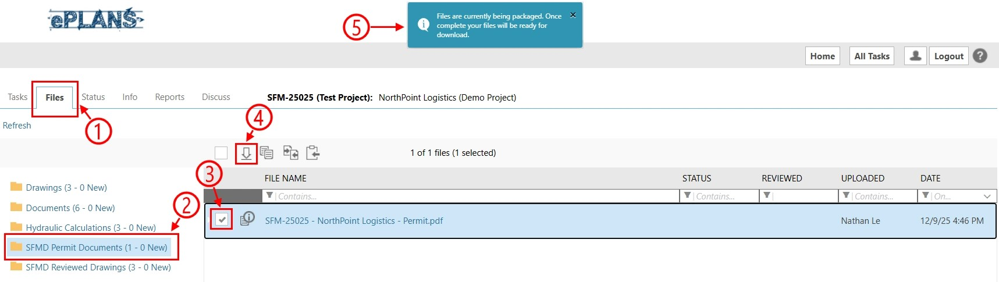 ePLANS
5
Files are currently being packaged. Once
complete your files will be ready for
download.
Home
All Tasks
Logout
?
Tasks
Files
Status
Info
Reports
Discuss
SFM-25025 (Test Project): NorthPoint Logistics (Demo Project)
1
Refresh
4
1 of 1 files (1 selected)
3
FILE NAME
STATUS
REVIEWED
UPLOADED
DATE
Contains...
Contains...
Contains...
On...
Drawings (3 - 0 New)
2
Documents (6 - 0 New)
Hydraulic Calculations (3 - 0 New)
SFMD Permit Documents (1 - 0 New)
SFMD Reviewed Drawings (3 - 0 New)
SFM-25025 - NorthPoint Logistics - Permit.pdf
Nathan Le
12/9/25 4:46 PM